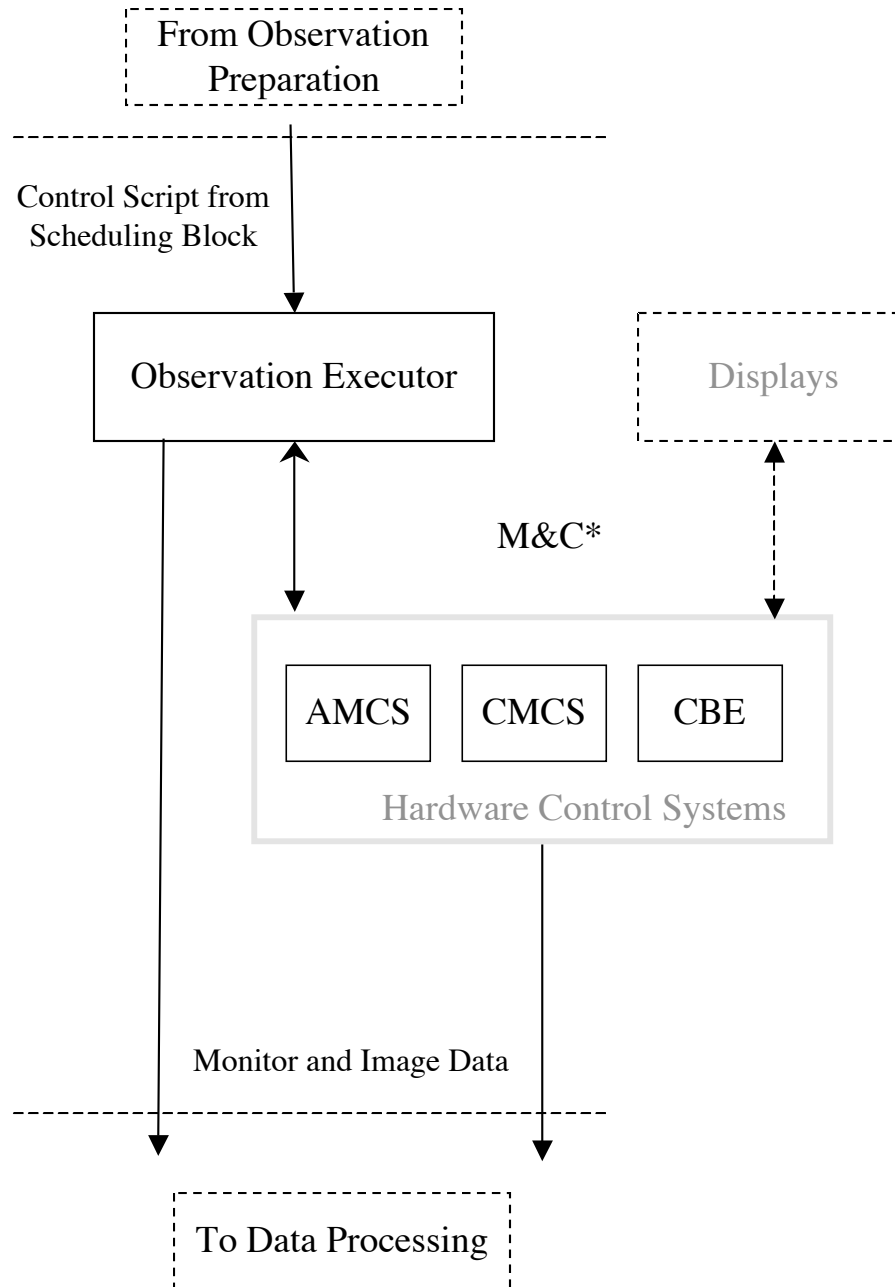 From Observation
Preparation
Control Script from
Scheduling Block
Observation Executor
Displays
M&C*
AMCS
CMCS
CBE
Hardware Control Systems
Monitor and Image Data
To Data Processing